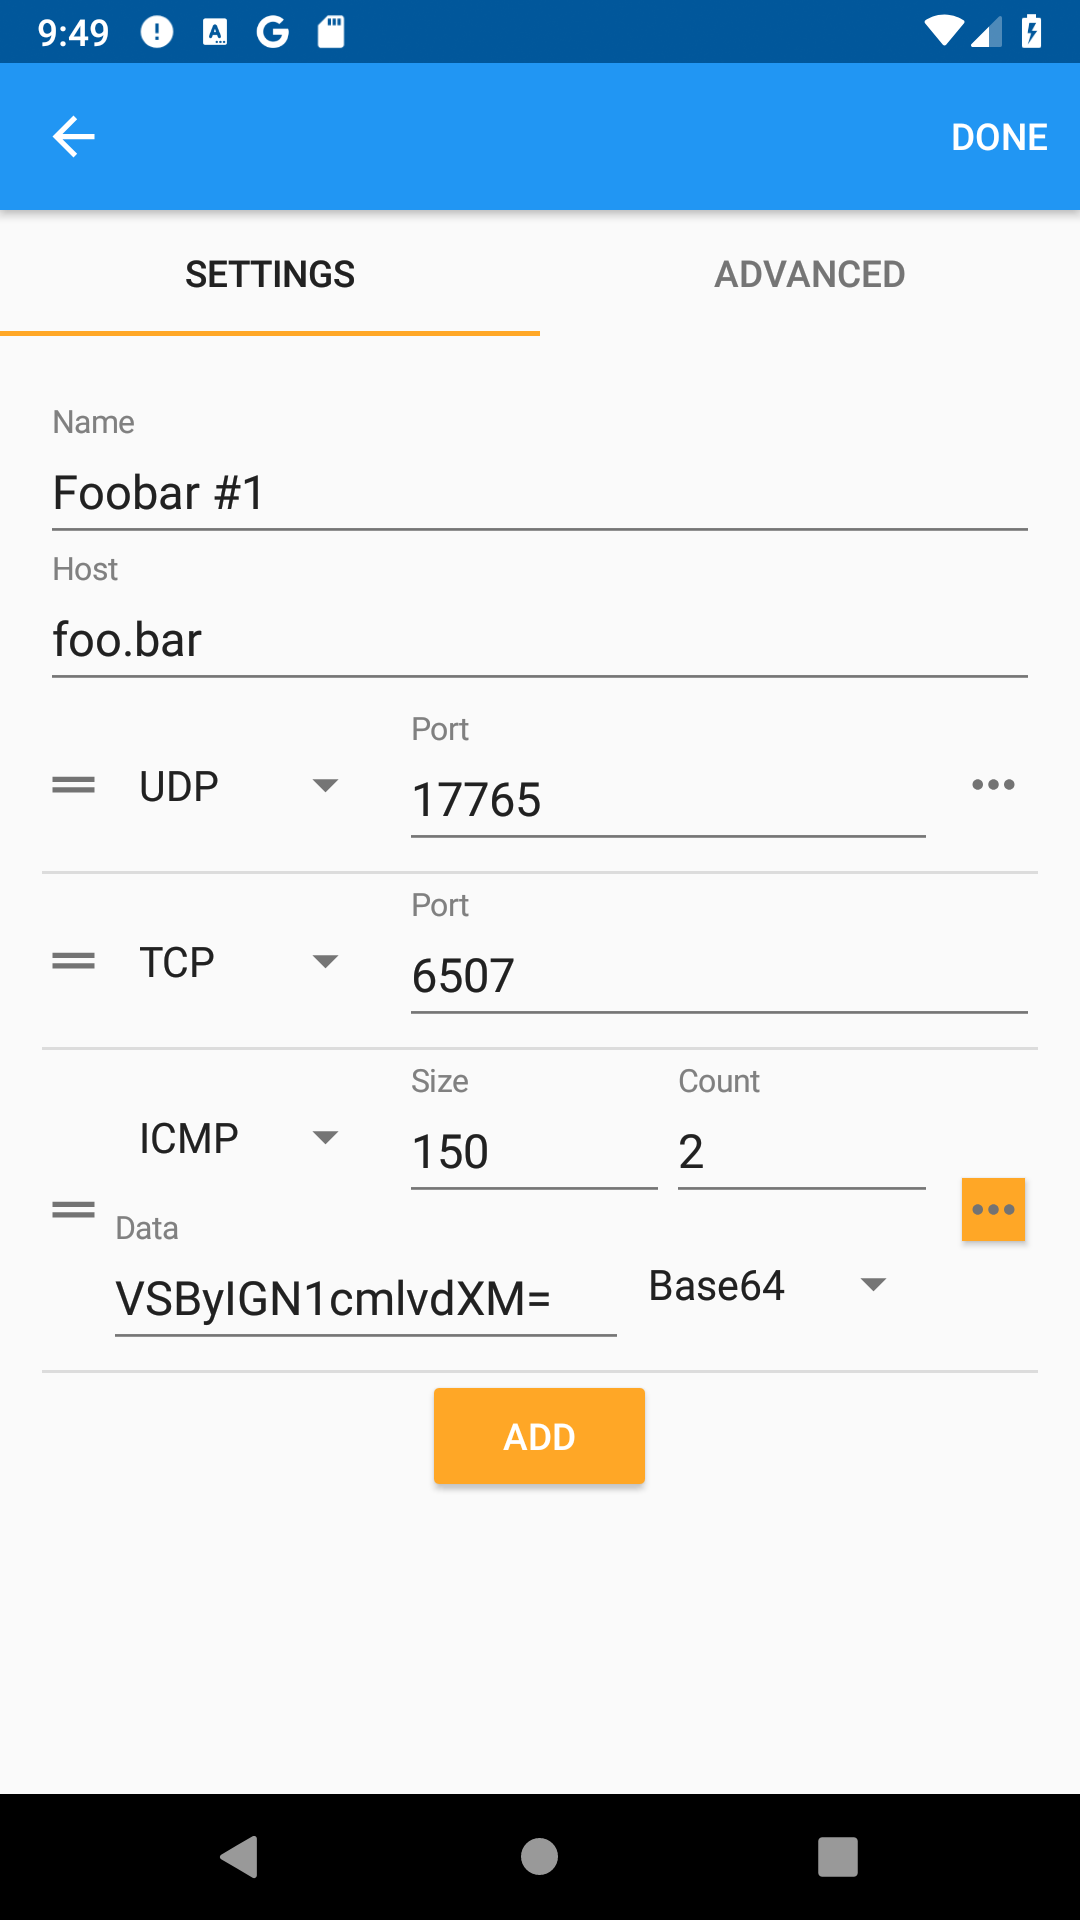 9:49
DONE
SETTINGS
ADVANCED
Name
Foobar #1
Host
foo.bar
Port
UDP
17765
Port
TCP
6507
Size
Count
ICMP
150
2
Data
VSByIGN1cmlvdXM=
Base64
ADD